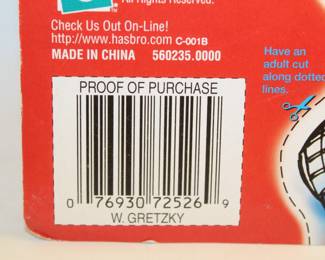 All Rights Reserved.
TM
Check Us Out On-Line!
http://www.hasbro.com C-001B
MADE IN CHINA 560235.0000
Have an
adult cut
along dotted
lines.
PROOF OF PURCHASE
0 76930 72526 9
W. GRETZKY